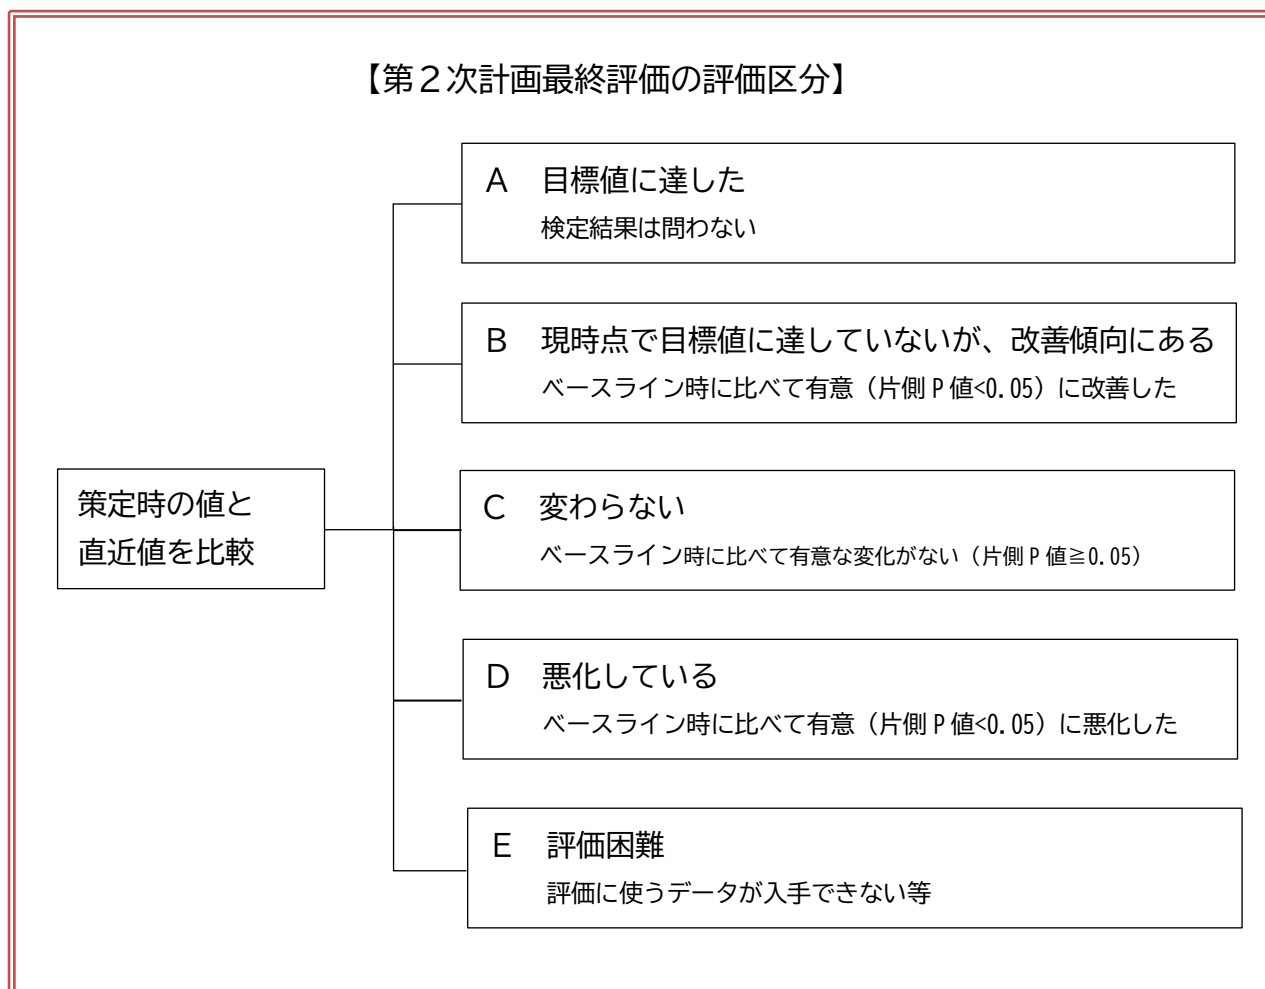 【第２次計画最終評価の評価区分】
Ａ　目標値に達した
検定結果は問わない
Ｂ　現時点で目標値に達していないが、改善傾向にある
ベースライン時に比べて有意（片側Ｐ値<0.05）に改善した
策定時の値と
直近値を比較
Ｃ　変わらない
ベースライン時に比べて有意な変化がない（片側Ｐ値≧0.05）
Ｄ　悪化している
ベースライン時に比べて有意（片側Ｐ値<0.05）に悪化した
Ｅ　評価困難
評価に使うデータが入手できない等